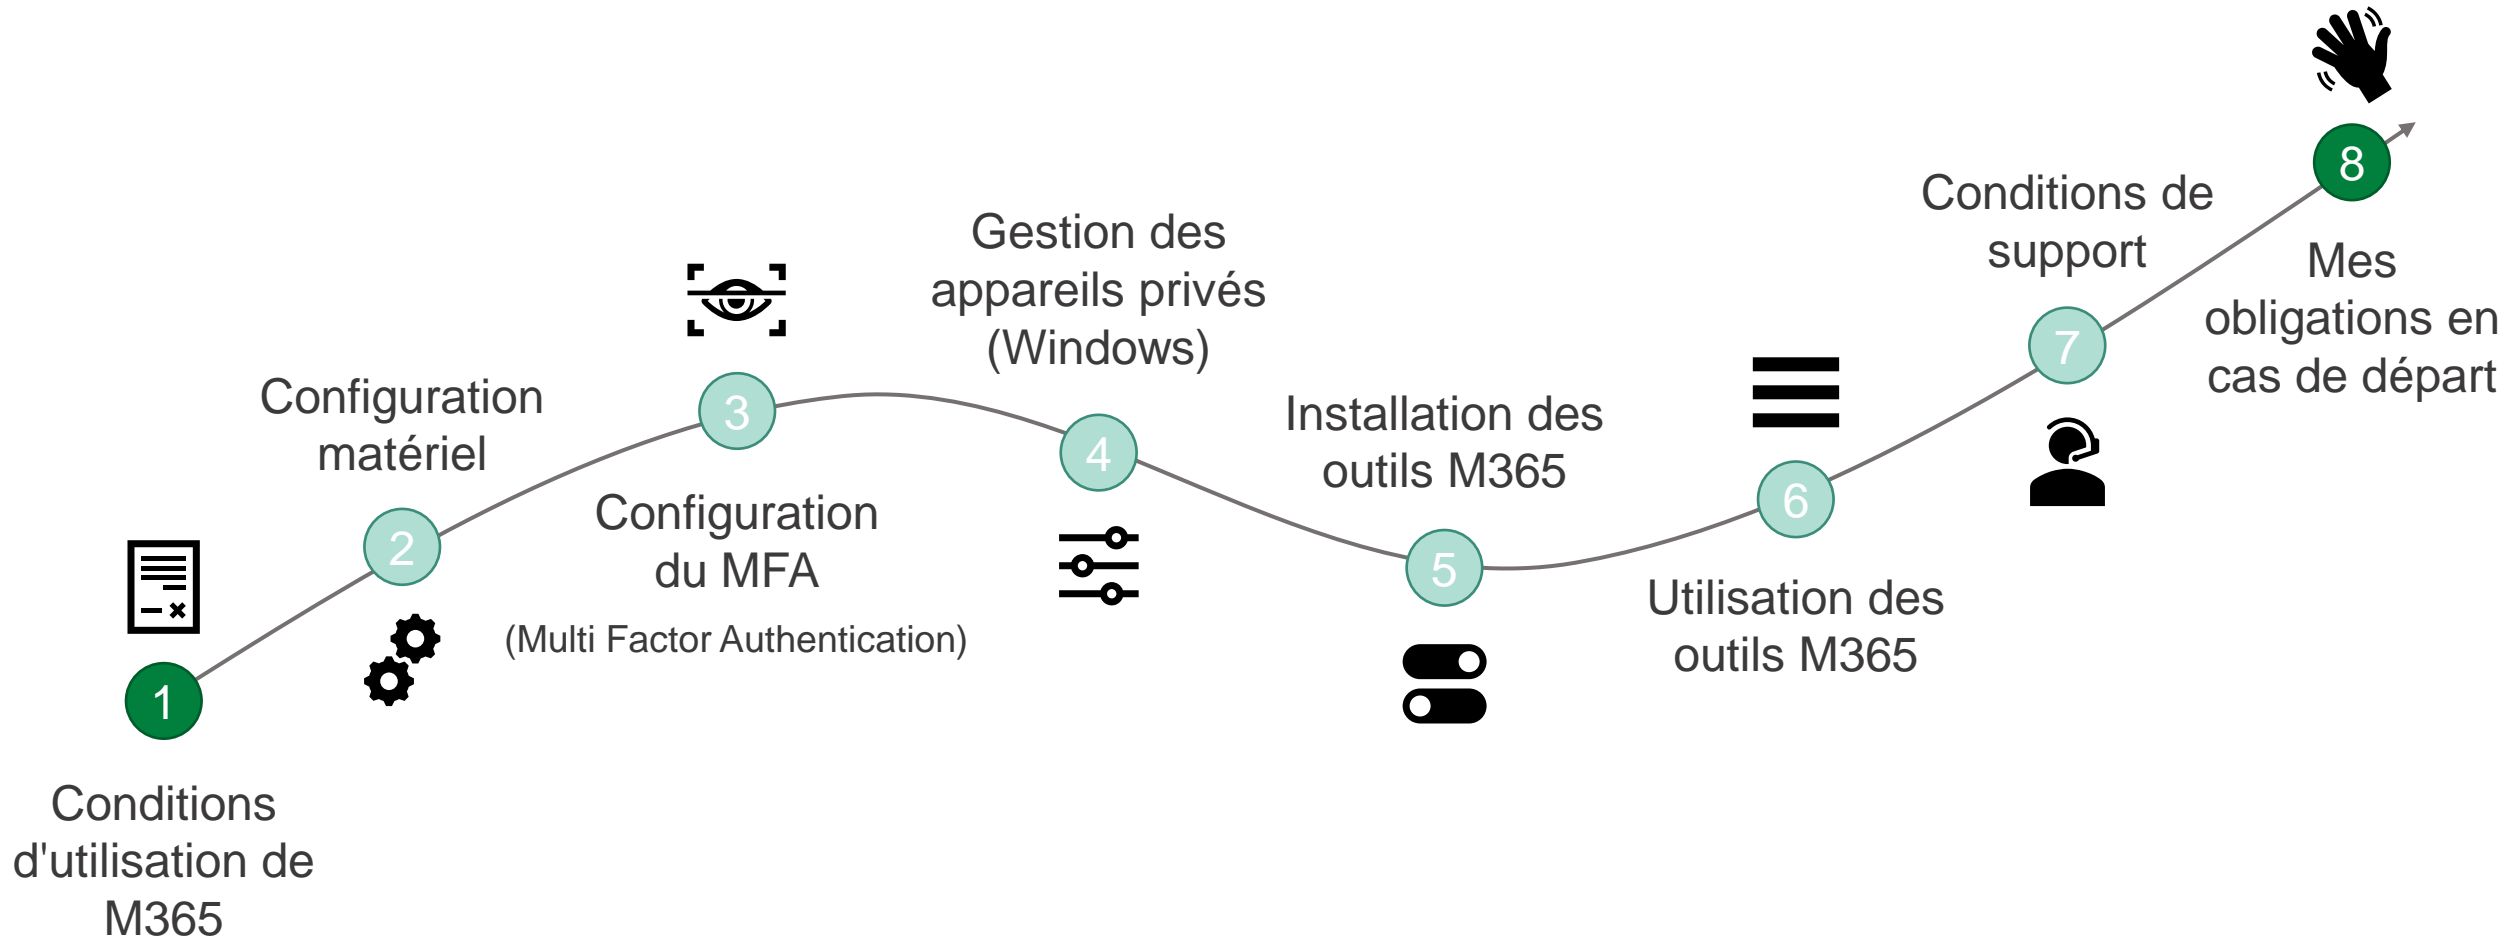 1
Conditions
d'utilisation de
M365
2
Configuration
matériel
3
Configuration
du MFA
(Multi Factor Authentication)
4
Gestion des
appareils privés
(Windows)
5
Installation des
outils M365
6
Utilisation des
outils M365
7
Conditions de
support
8
Mes
obligations en
cas de départ